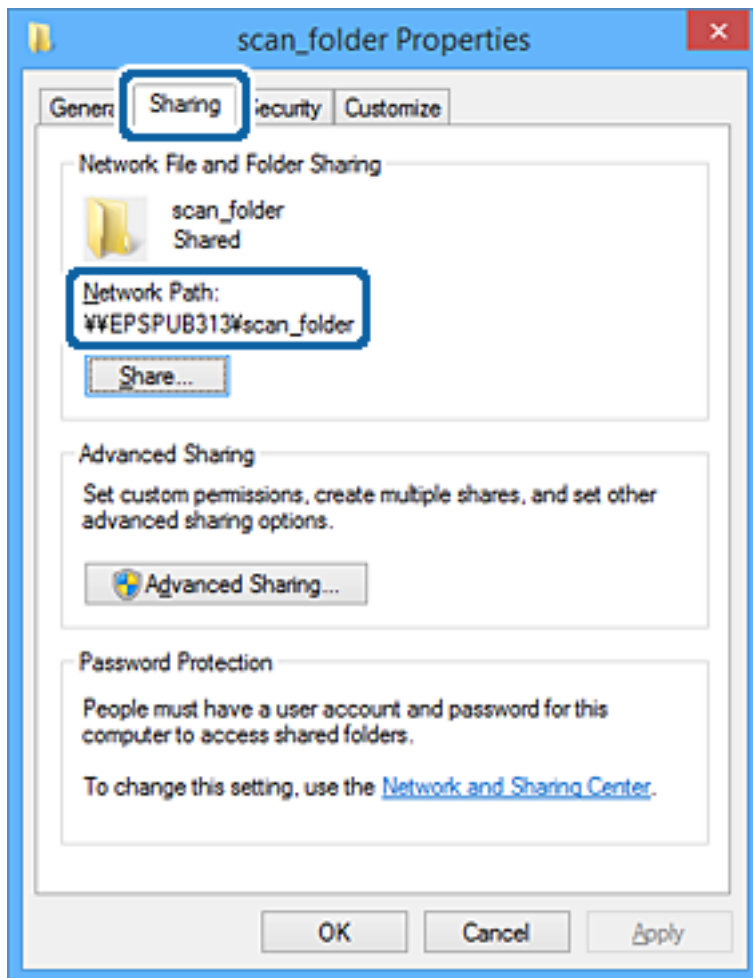 scan_folder Properties
General Sharing Security Customize
Network File and Folder Sharing
scan_folder
Shared
Network Path:
¥¥EPSPUB313¥scan_folder
Share...
Advanced Sharing
Set custom permissions, create multiple shares, and set other
advanced sharing options.
Advanced Sharing...
Password Protection
People must have a user account and password for this
computer to access shared folders.
To change this setting, use the Network and Sharing Center.
OK Cancel Apply